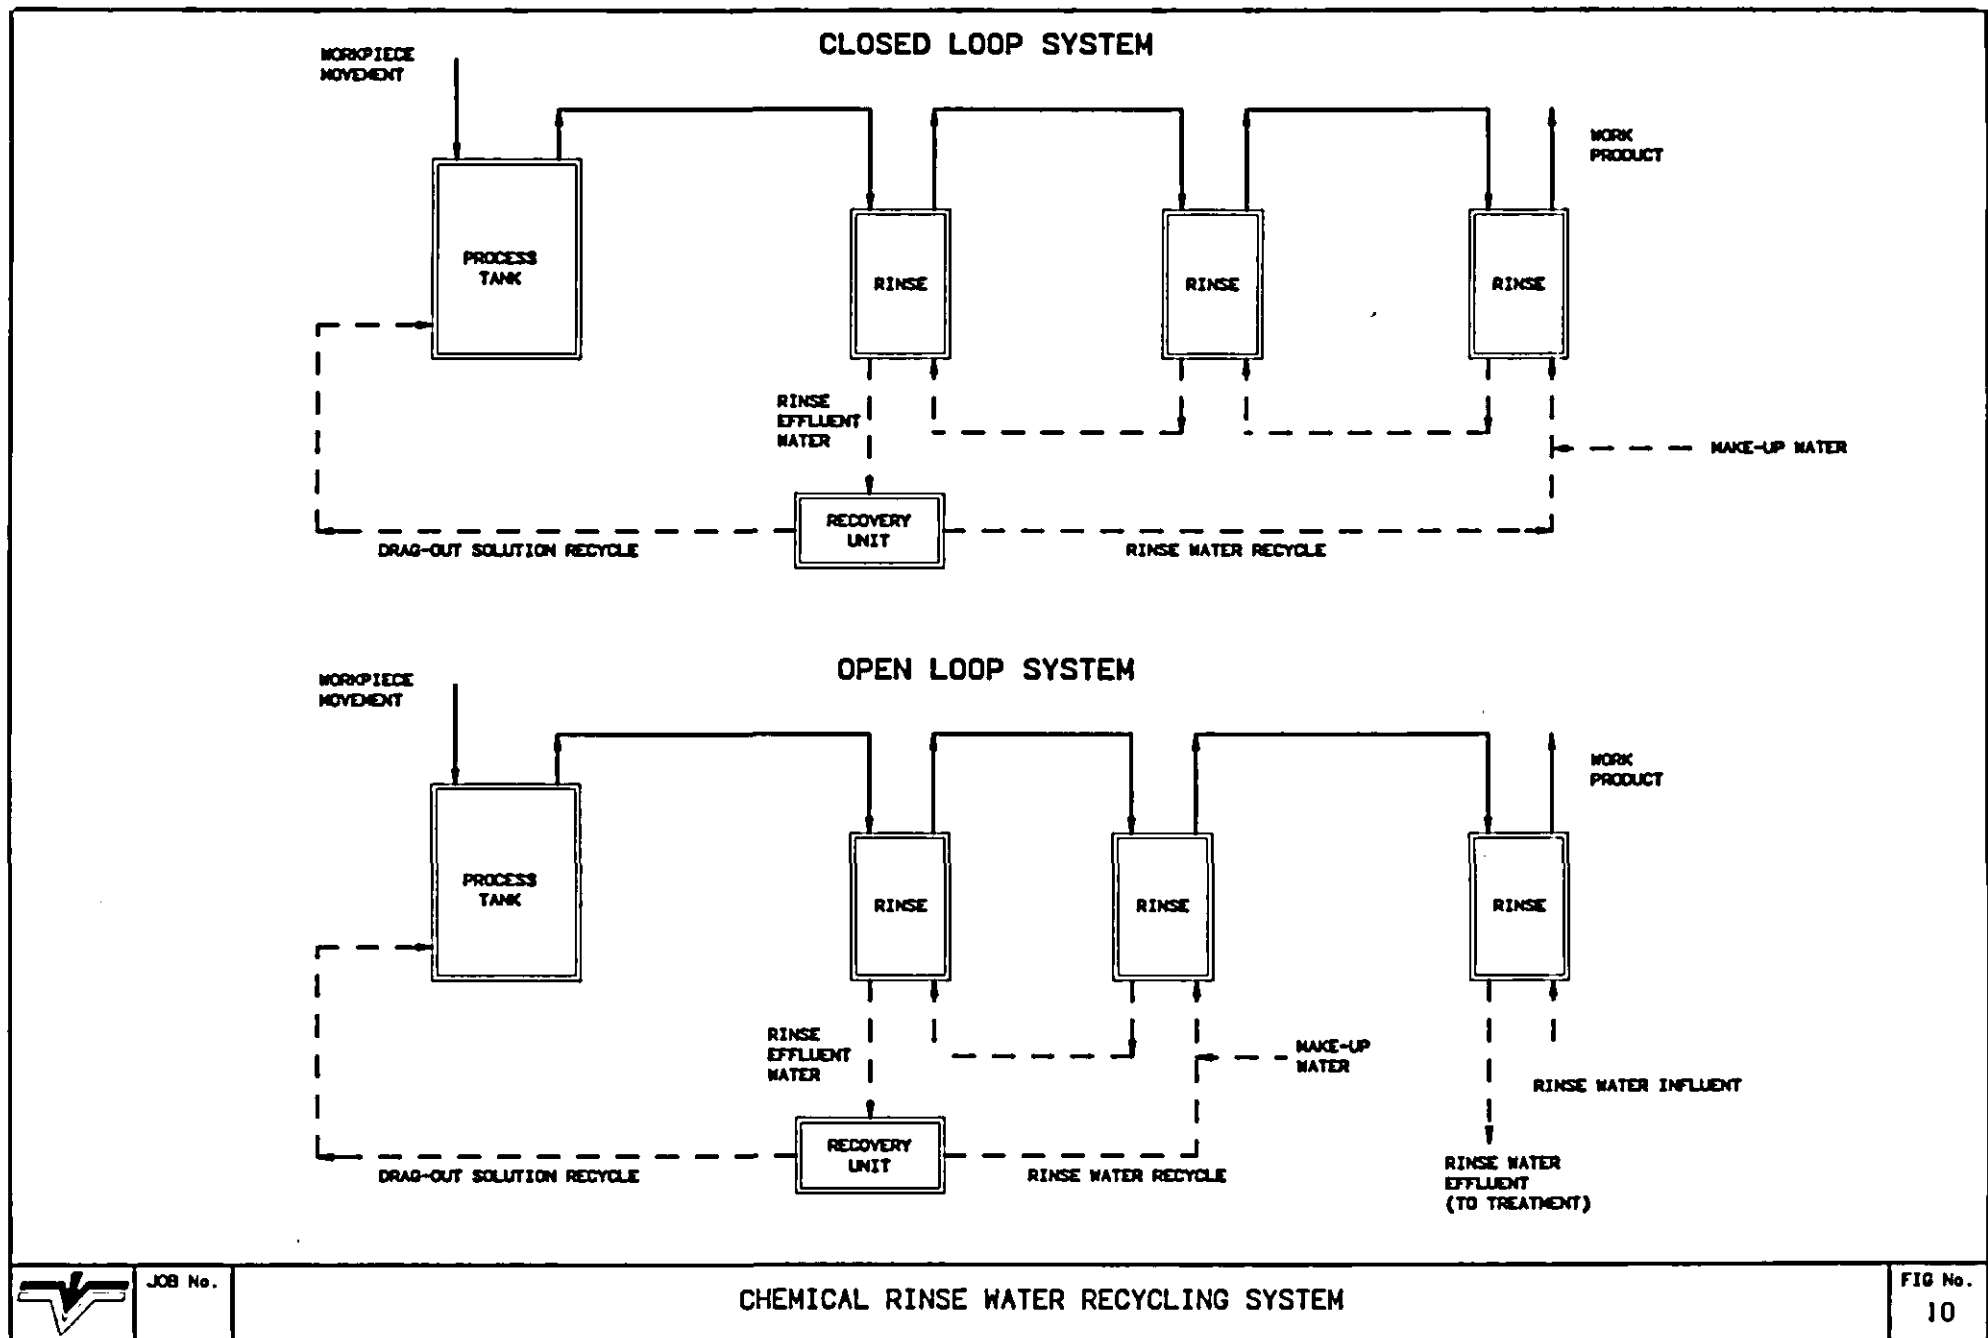 CLOSED LOOP SYSTEM
WORKPIECE
MOVEMENT
WORK
PRODUCT
PROCESS
TANK
RINSE
RINSE
RINSE
RINSE
EFFLUENT
WATER
MAKE-UP WATER
RECOVERY
UNIT
DRAG-OUT SOLUTION RECYCLE
RINSE WATER RECYCLE
OPEN LOOP SYSTEM
WORKPIECE
MOVEMENT
WORK
PRODUCT
PROCESS
TANK
RINSE
RINSE
RINSE
RINSE
EFFLUENT
WATER
MAKE-UP
WATER
RINSE WATER INFLUENT
RECOVERY
UNIT
DRAG-OUT SOLUTION RECYCLE
RINSE WATER RECYCLE
RINSE WATER
EFFLUENT
(TO TREATMENT)
JOB No.
CHEMICAL RINSE WATER RECYCLING SYSTEM
FIG No.
10